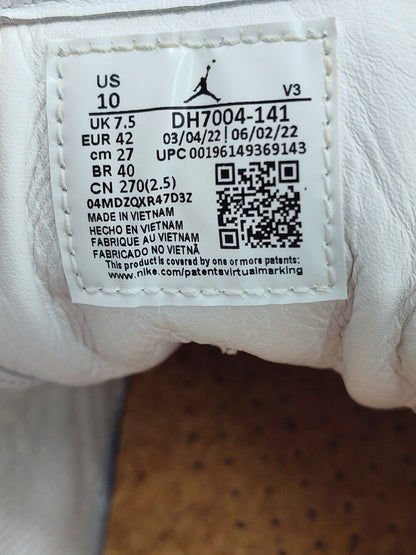 US
10
V3
UK 7.5
DH7004-141
EUR 42
03/04/22 | 06/02/22
cm 27
UPC 00196149369143
BR 40
CN 270(2.5)
04MDZQXR47D3Z
MADE IN VIETNAM
HECHO EN VIETNAM
FABRIQUE AU VIETNAM
FABRICADO NO VIETNÃ
This product is covered by one or more patents:
www.nike.com/patentsvirtualmarking